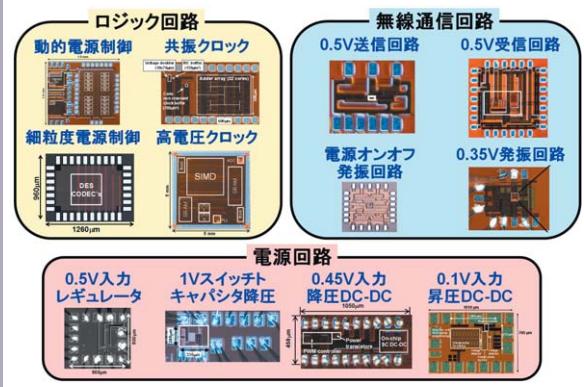 ロジック回路
動的電源制御
共振クロック
細粒度電源制御
高電圧クロック
960μm
DES
CODEC's
1260μm
SIMD
無線通信回路
0.5V送信回路
0.5V受信回路
電源オンオフ
発振回路
0.35V発振回路
電源回路
0.5V入力
レギュレータ
1Vスイッチト
キャパシタ降圧
0.45V入力
降圧DC-DC
1050μm
Power
transistors
PWM controller
On-chip
SC DC-DC
0.1V入力
昇圧DC-DC